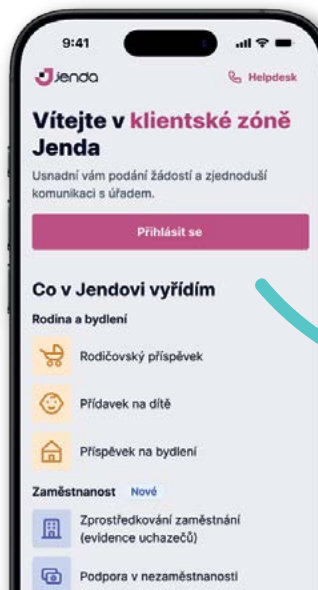 9:41
Jenda
Helpdesk
Vítejte v klientské zóně
Jenda
Usnadní vám podání žádostí a zjednoduší
komunikaci s úřadem.
Přihlásit se
Co v Jendovi vyřídím
Rodina a bydlení
Rodičovský příspěvek
Přídavek na dítě
Příspěvek na bydlení
Zaměstnanost Nové
Zprostředkování zaměstnání
(evidence uchazečů)
Podpora v nezaměstnanosti